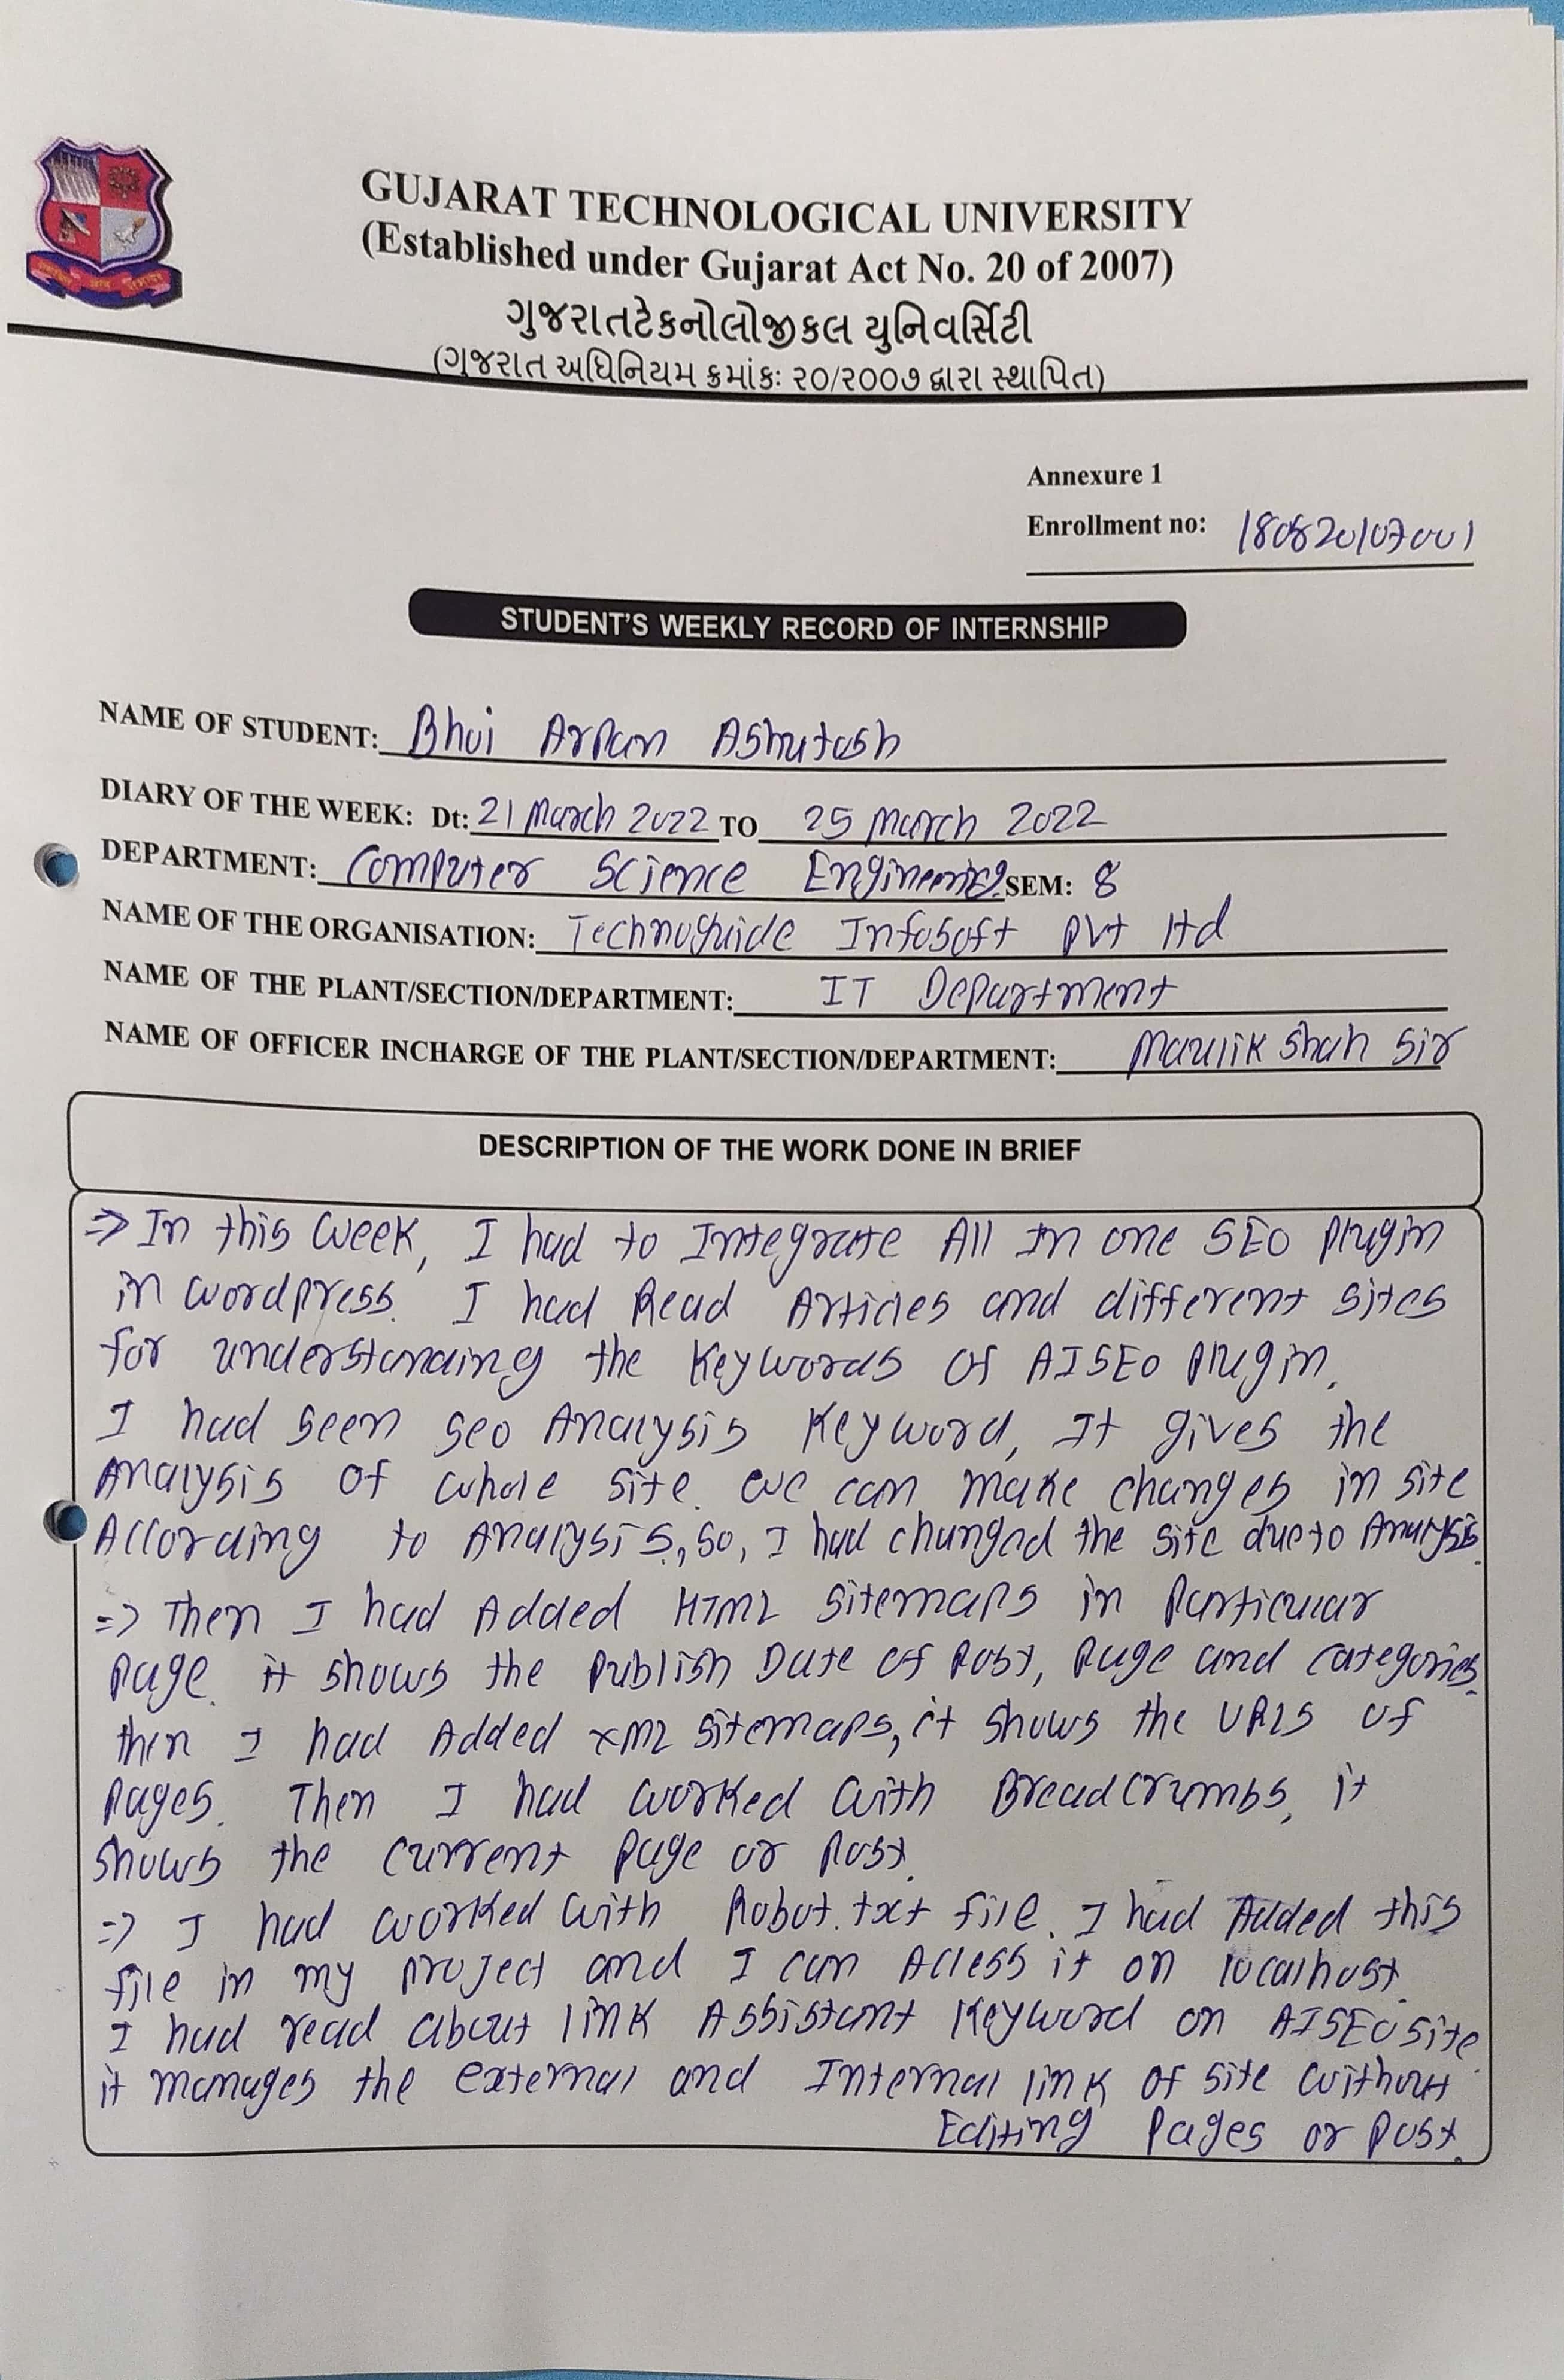 GUJARAT TECHNOLOGICAL UNIVERSITY
(Established under Gujarat Act No. 20 of 2007)
ગુજરાતટેકનોલોજીકલ યુનિવર્સિટી
(ગુજરાત અધિનિયમ ક્રમાંકઃ ૨૦/૨૦૦૭ દ્વારા સ્થાપિત)
Annexure 1
Enrollment no: 180820107001
STUDENT'S WEEKLY RECORD OF INTERNSHIP
NAME OF STUDENT: Bhoi Arpan Ashutosh
DIARY OF THE WEEK: Dt: 21 March 2022 TO 25 March 2022
DEPARTMENT: Computer Science Engineering SEM: 8
NAME OF THE ORGANISATION: Technoguide Infosoft Pvt ltd
NAME OF THE PLANT/SECTION/DEPARTMENT: IT Department
NAME OF OFFICER INCHARGE OF THE PLANT/SECTION/DEPARTMENT: Maulik Shah Sir
DESCRIPTION OF THE WORK DONE IN BRIEF
⇒ In this week, I had to Integrate All In one SEO plugin
in wordpress. I had Read Articles and different sites
for understanding the Keywords of AISEO plugin.
I had seen seo Analysis Keyword, It gives the
Analysis of whole site. we can make changes in site
According to Analysis, so, I had changed the site due to Analysis.
=> Then I had Added HTML sitemaps in particular
page. it shows the publish Date of Post, page and categories.
then I had Added XML sitemaps, it shows the URLs of
pages. Then I had worked with BreadCrumbs, it
shows the current page or post.
=> I had worked with Robot.txt file. I had Added this
file in my project and I can Access it on localhost.
I had read about link Assistant Keyword on AISEO site.
it manages the external and Internal link of site without
Editing pages or post.